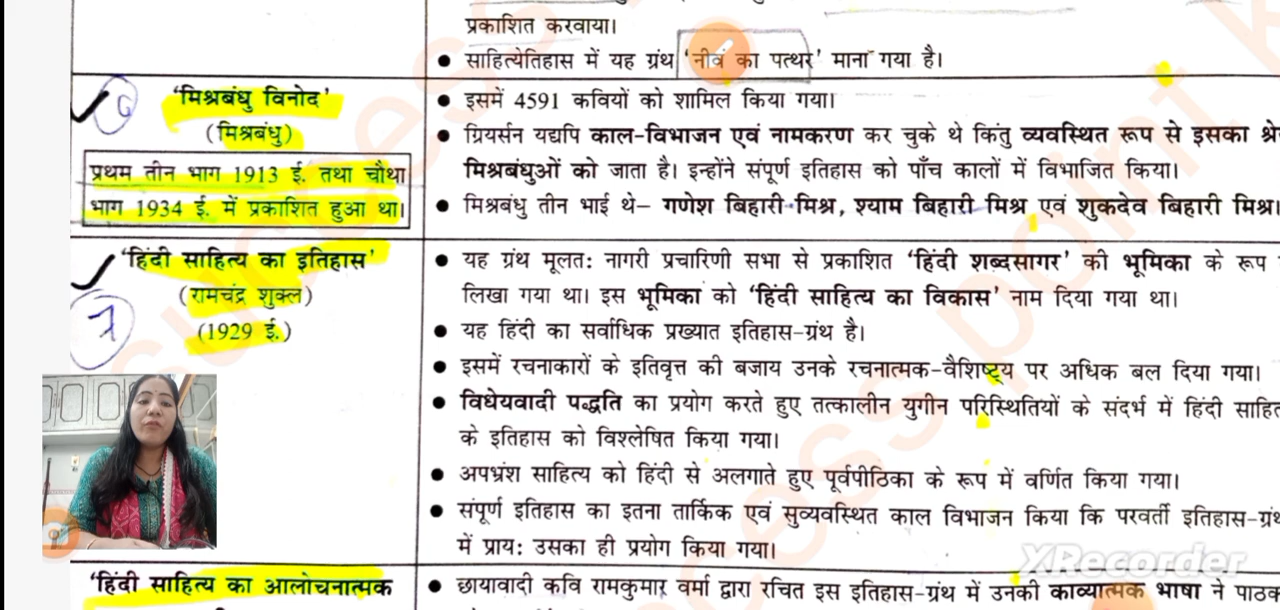 प्रकाशित करवाया।
• साहित्येतिहास में यह ग्रंथ 'नींव का पत्थर' माना गया है।
6
'मिश्रबंधु विनोद'
(मिश्रबंधु)
प्रथम तीन भाग 1913 ई. तथा चौथा
भाग 1934 ई. में प्रकाशित हुआ था।
• इसमें 4591 कवियों को शामिल किया गया।
• ग्रियर्सन यद्यपि काल-विभाजन एवं नामकरण कर चुके थे किंतु व्यवस्थित रूप से इसका श्रे
मिश्रबंधुओं को जाता है। इन्होंने संपूर्ण इतिहास को पाँच कालों में विभाजित किया।
• मिश्रबंधु तीन भाई थे– गणेश बिहारी मिश्र, श्याम बिहारी मिश्र एवं शुकदेव बिहारी मिश्र।
7
'हिंदी साहित्य का इतिहास'
(रामचंद्र शुक्ल)
(1929 ई.)
• यह ग्रंथ मूलत: नागरी प्रचारिणी सभा से प्रकाशित 'हिंदी शब्दसागर' की भूमिका के रूप
लिखा गया था। इस भूमिका को 'हिंदी साहित्य का विकास' नाम दिया गया था।
• यह हिंदी का सर्वाधिक प्रख्यात इतिहास-ग्रंथ है।
• इसमें रचनाकारों के इतिवृत्त की बजाय उनके रचनात्मक-वैशिष्ट्य पर अधिक बल दिया गया।
• विधेयवादी पद्धति का प्रयोग करते हुए तत्कालीन युगीन परिस्थितियों के संदर्भ में हिंदी साहित
के इतिहास को विश्लेषित किया गया।
• अपभ्रंश साहित्य को हिंदी से अलगाते हुए पूर्वपीठिका के रूप में वर्णित किया गया।
• संपूर्ण इतिहास का इतना तार्किक एवं सुव्यवस्थित काल विभाजन किया कि परवर्ती इतिहास-ग्रंथ
में प्राय: उसका ही प्रयोग किया गया।
'हिंदी साहित्य का आलोचनात्मक
• छायावादी कवि रामकुमार वर्मा द्वारा रचित इस इतिहास-ग्रंथ में उनकी काव्यात्मक भाषा ने पाठक
success point
XRecorder